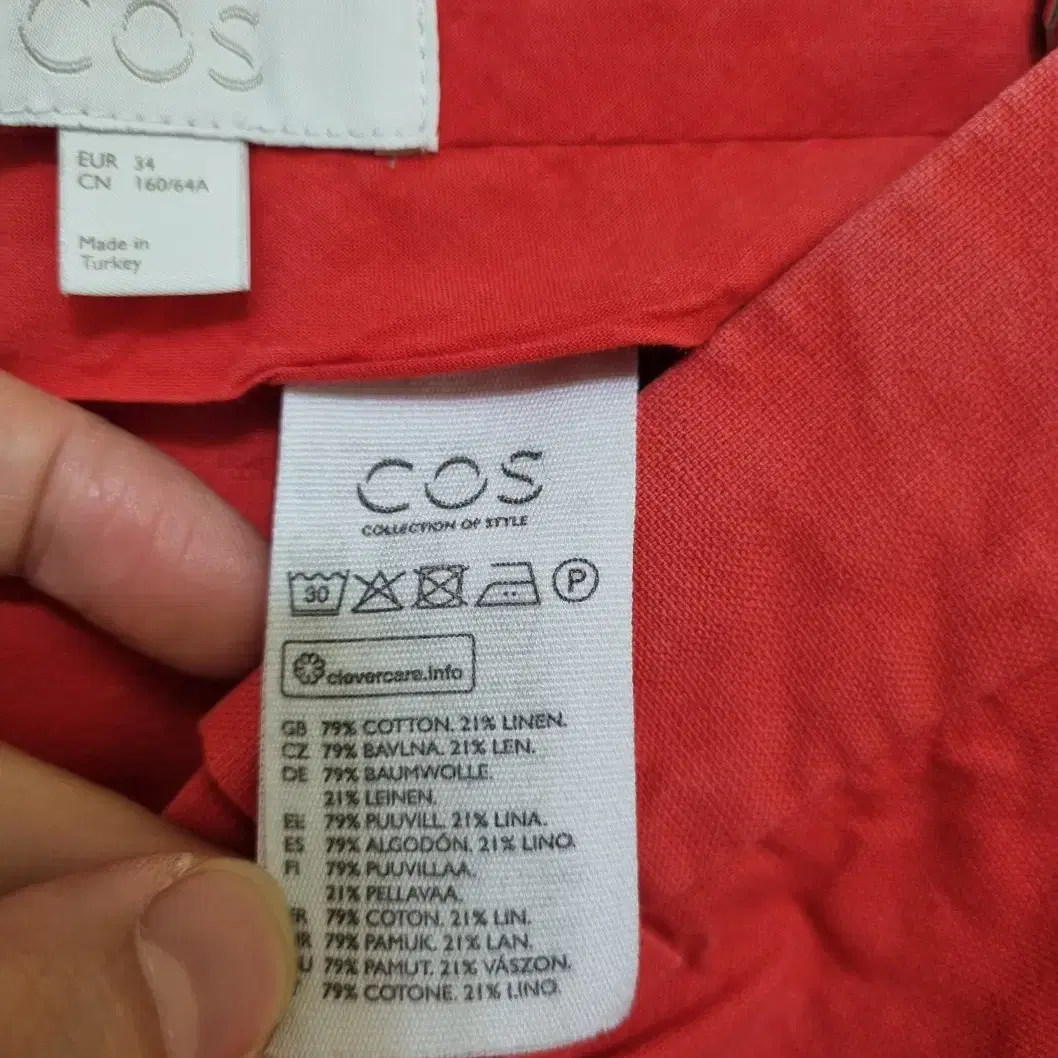 COS
EUR 34
CN 160/64A
Made in
Turkey
COS
COLLECTION OF STYLE
30 P
clevercare.info
GB 79% COTTON. 21% LINEN.
CZ 79% BAVLNA. 21% LEN.
DE 79% BAUMWOLLE.
21% LEINEN.
EE 79% PUUVILL. 21% LINA.
ES 79% ALGODÓN. 21% LINO.
FI 79% PUUVILLAA.
21% PELLAVAA.
FR 79% COTON. 21% LIN.
79% PAMUK. 21% LAN.
79% PAMUT. 21% VÁSZON.
79% COTONE. 21% LINO.